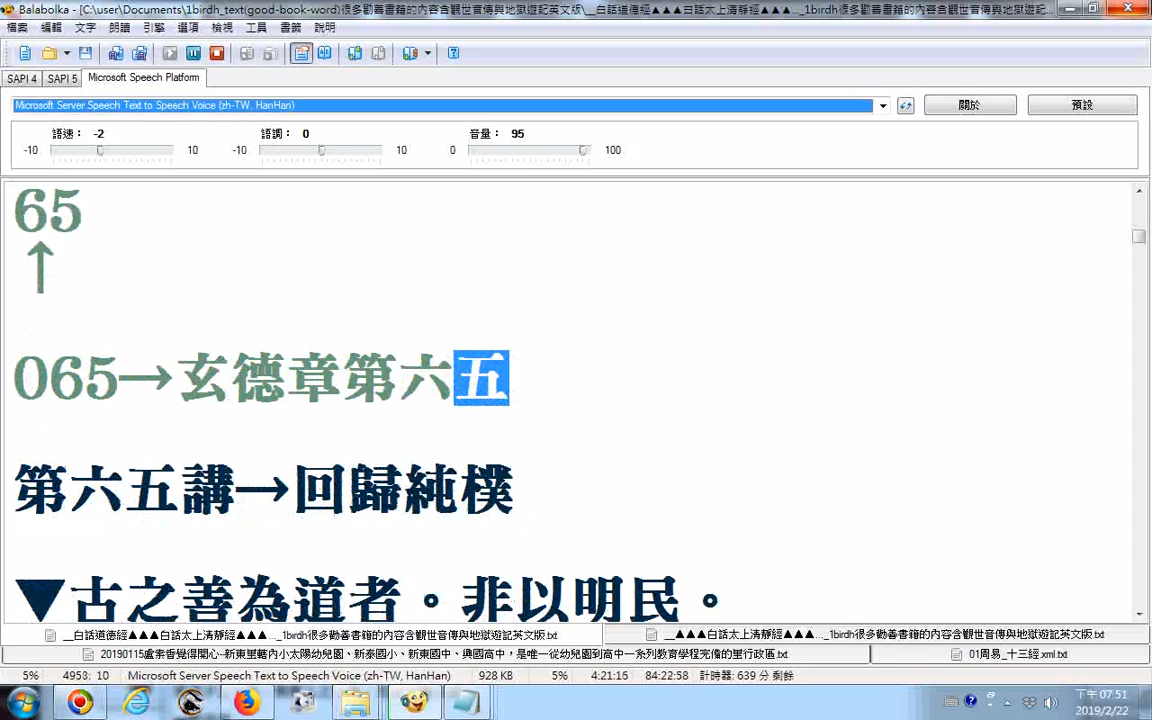 Balabolka - [C:\user\Documents\1birdh_text(good-book-word)很多勸善書籍的內容含觀世音傳與地獄遊記英文版\__白話道德經▲▲▲白話太上清靜經▲▲▲..._1birdh很多勸善書籍的內容含觀世音傳與地獄遊記...
檔案 編輯 文字 朗讀 引擎 選項 檢視 工具 書籤 說明
SAPI 4 SAPI 5 Microsoft Speech Platform
Microsoft Server Speech Text to Speech Voice (zh-TW, HanHan)
關於 預設
語速： -2 語調： 0 音量： 95
-10 10 -10 10 0 100
65
↑
065→玄德章第六五
第六五講→回歸純樸
▼古之善為道者。非以明民。
__白話道德經▲▲▲白話太上清靜經▲▲▲..._1birdh很多勸善書籍的內容含觀世音傳與地獄遊記英文版.txt
__▲▲▲白話太上清靜經▲▲▲..._1birdh很多勸善書籍的內容含觀世音傳與地獄遊記英文版.txt
20190115盧素香覺得開心--新東里轄內小太陽幼兒園、新泰國小、新東國中、興國高中，是唯一從幼兒園到高中一系列教育學程完備的里行政區.txt
01周易_十三經.xml.txt
5% 4953: 10 Microsoft Server Speech Text to Speech Voice (zh-TW, HanHan) 928 KB 5% 4:21:16 84:22:58 計時器: 639 分 剩餘
下午 07:51
2019/2/22